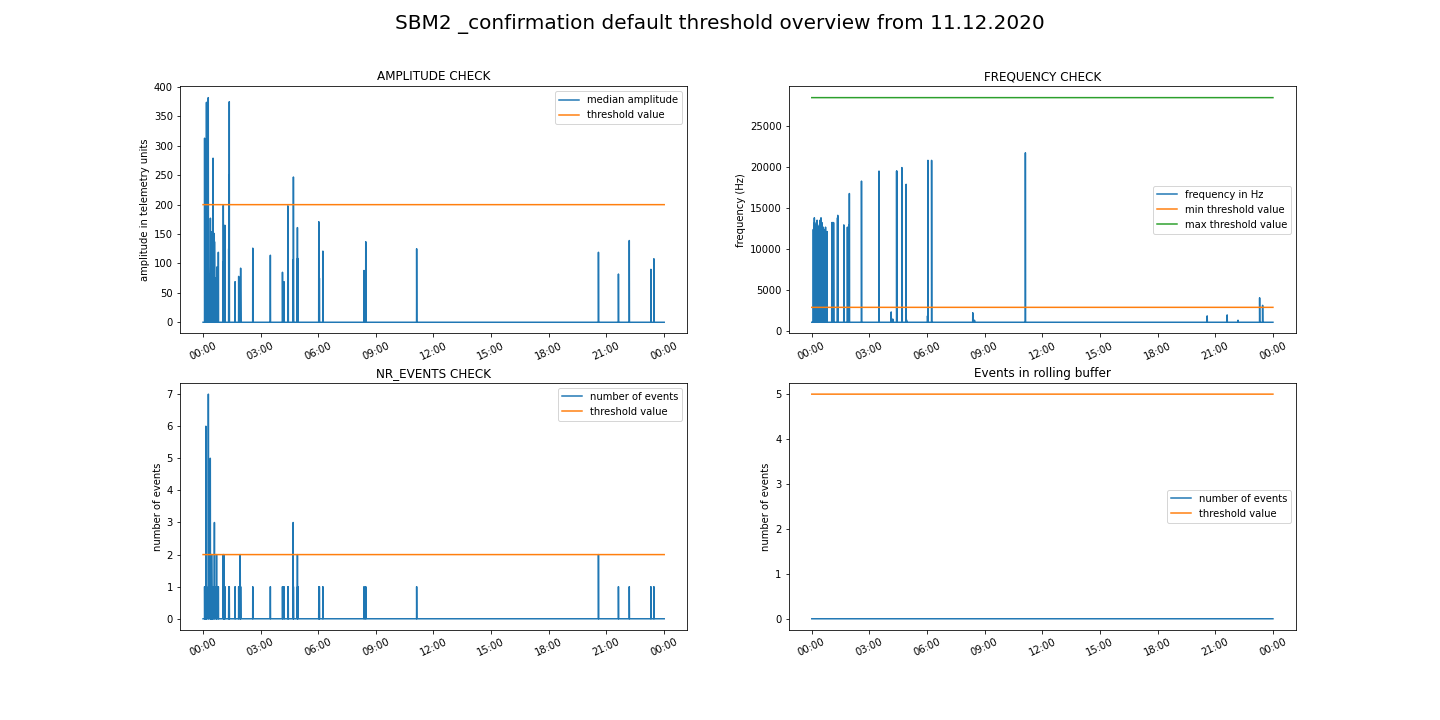 SBM2 _confirmation default threshold overview from 11.12.2020
AMPLITUDE CHECK
amplitude in telemetry units
400
350
300
250
200
150
100
50
0
median amplitude
threshold value
00:00 03:00 06:00 09:00 12:00 15:00 18:00 21:00 00:00
FREQUENCY CHECK
frequency (Hz)
25000
20000
15000
10000
5000
0
frequency in Hz
min threshold value
max threshold value
00:00 03:00 06:00 09:00 12:00 15:00 18:00 21:00 00:00
NR_EVENTS CHECK
number of events
7
6
5
4
3
2
1
0
number of events
threshold value
00:00 03:00 06:00 09:00 12:00 15:00 18:00 21:00 00:00
Events in rolling buffer
number of events
5
4
3
2
1
0
number of events
threshold value
00:00 03:00 06:00 09:00 12:00 15:00 18:00 21:00 00:00